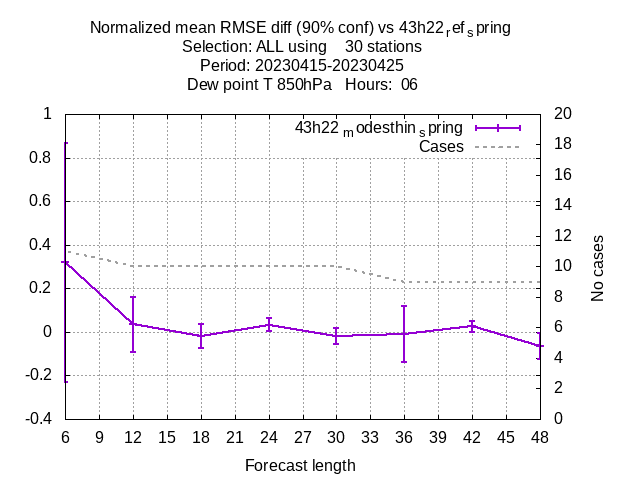 Normalized mean RMSE diff (90% conf) vs 43h22refspring
Selection: ALL using 30 stations
Period: 20230415-20230425
Dew point T 850hPa Hours: 06
43h22modesthinspring
Cases
1
0.8
0.6
0.4
0.2
0
-0.2
-0.4
20
18
16
14
12
10
8
6
4
2
0
No cases
6 9 12 15 18 21 24 27 30 33 36 39 42 45 48
Forecast length